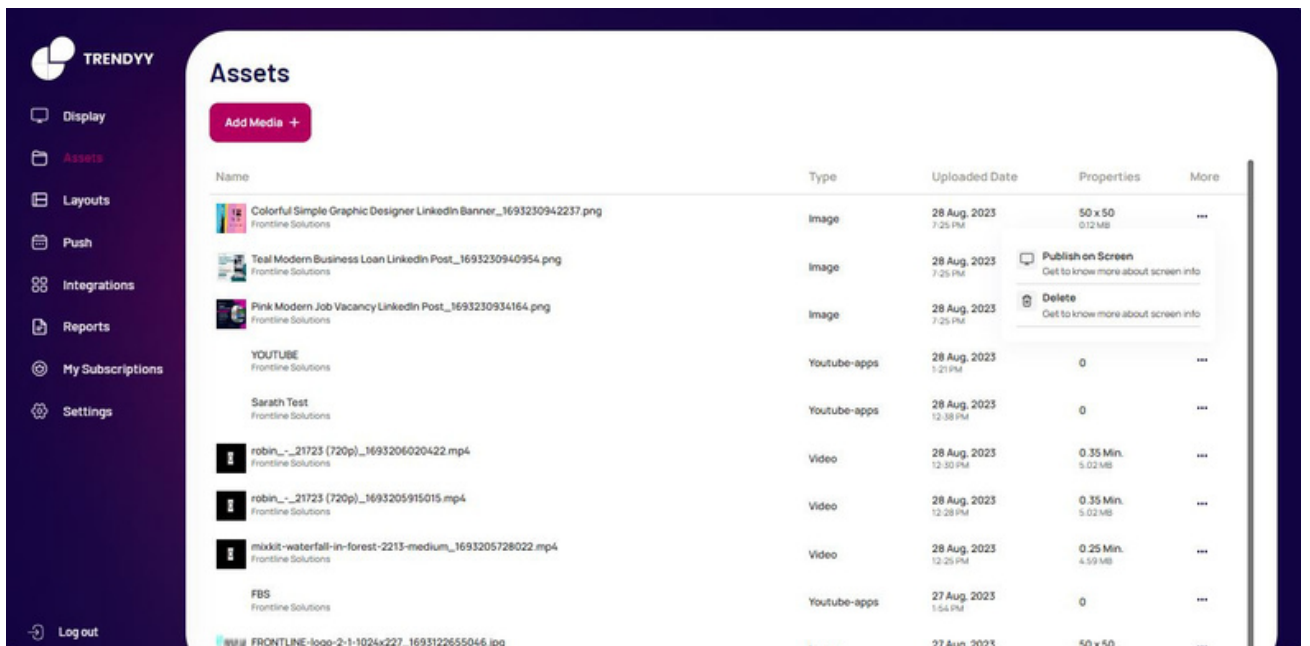 TRENDYY
Display
Assets
Layouts
Push
Integrations
Reports
My Subscriptions
Settings
Log out
Assets
Add Media +
Name Type Uploaded Date Properties More
Colorful Simple Graphic Designer LinkedIn Banner_1693230942237.png
Frontline Solutions
Image
28 Aug, 2023
7:25 PM
50 x 50
0.12 MB
...
Teal Modern Business Loan LinkedIn Post_1693230940954.png
Frontline Solutions
Image
28 Aug, 2023
7:25 PM
Publish on Screen
Get to know more about screen info
Delete
Get to know more about screen info
Pink Modern Job Vacancy LinkedIn Post_1693230934164.png
Frontline Solutions
Image
28 Aug, 2023
7:25 PM
YOUTUBE
Frontline Solutions
Youtube-apps
28 Aug, 2023
1:21 PM
0
...
Sarath Test
Frontline Solutions
Youtube-apps
28 Aug, 2023
12:38 PM
0
...
robin_-_21723 (720p)_1693206020422.mp4
Frontline Solutions
Video
28 Aug, 2023
12:30 PM
0.35 Min.
5.02 MB
...
robin_-_21723 (720p)_1693205915015.mp4
Frontline Solutions
Video
28 Aug, 2023
12:28 PM
0.35 Min.
5.02 MB
...
mixkit-waterfall-in-forest-2213-medium_1693205728022.mp4
Frontline Solutions
Video
28 Aug, 2023
12:25 PM
0.25 Min.
4.59 MB
...
FBS
Frontline Solutions
Youtube-apps
27 Aug, 2023
1:54 PM
0
...
FRONTLINE-logo-2-1-1024x227_1693122655046.jpg
27 Aug, 2023
50 x 50